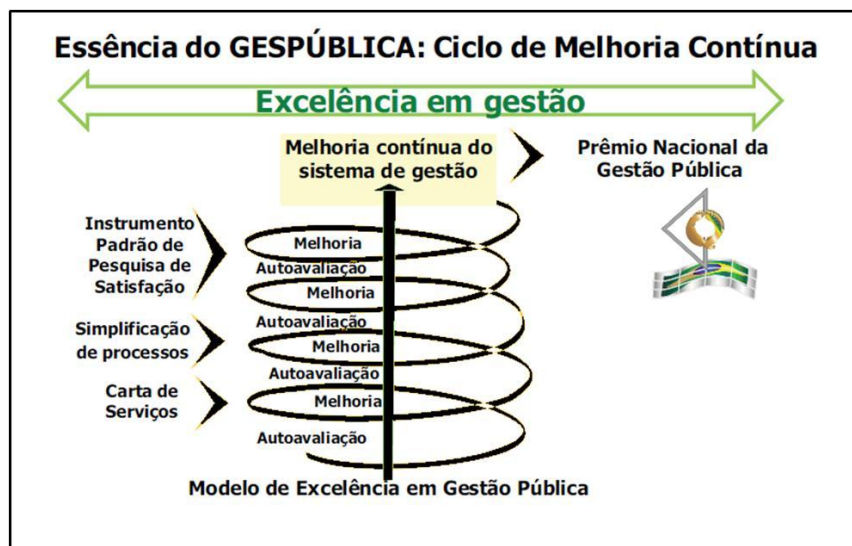 Essência do GESPÚBLICA: Ciclo de Melhoria Contínua
Excelência em gestão
Melhoria contínua do
sistema de gestão
Prêmio Nacional da
Gestão Pública
Instrumento
Padrão de
Pesquisa de
Satisfação
Simplificação
de processos
Carta de
Serviços
Melhoria
Autoavaliação
Melhoria
Autoavaliação
Melhoria
Autoavaliação
Melhoria
Autoavaliação
Modelo de Excelência em Gestão Pública